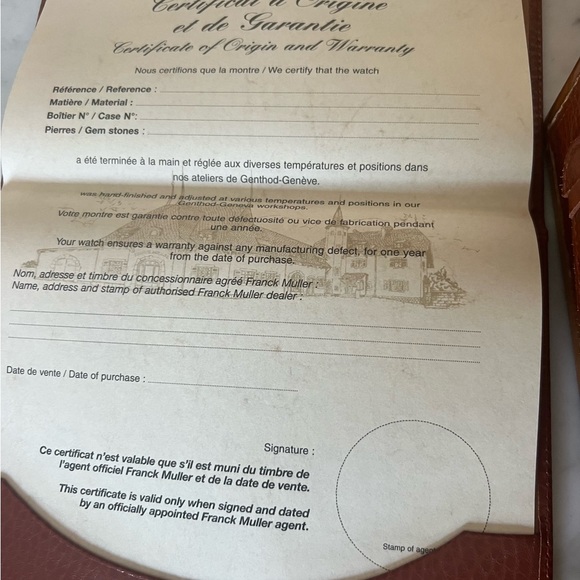 Certificat d'Origine
et de Garantie
Certificate of Origin and Warranty
Nous certifions que la montre / We certify that the watch
Référence / Reference :
Matière / Material :
Boîtier N° / Case N°:
Pierres / Gem stones :
a été terminée à la main et réglée aux diverses températures et positions dans
nos ateliers de Genthod-Genève.
was hand-finished and adjusted at various temperatures and positions in our
Genthod-Geneva workshops.
Votre montre est garantie contre toute défectuosité ou vice de fabrication pendant
une année.
Your watch ensures a warranty against any manufacturing defect, for one year
from the date of purchase.
Nom, adresse et timbre du concessionnaire agréé Franck Muller :
Name, address and stamp of authorised Franck Muller dealer :
Date de vente / Date of purchase :
Signature :
Ce certificat n'est valable que s'il est muni du timbre de
l'agent officiel Franck Muller et de la date de vente.
This certificate is valid only when signed and dated
by an officially appointed Franck Muller agent.
Stamp of